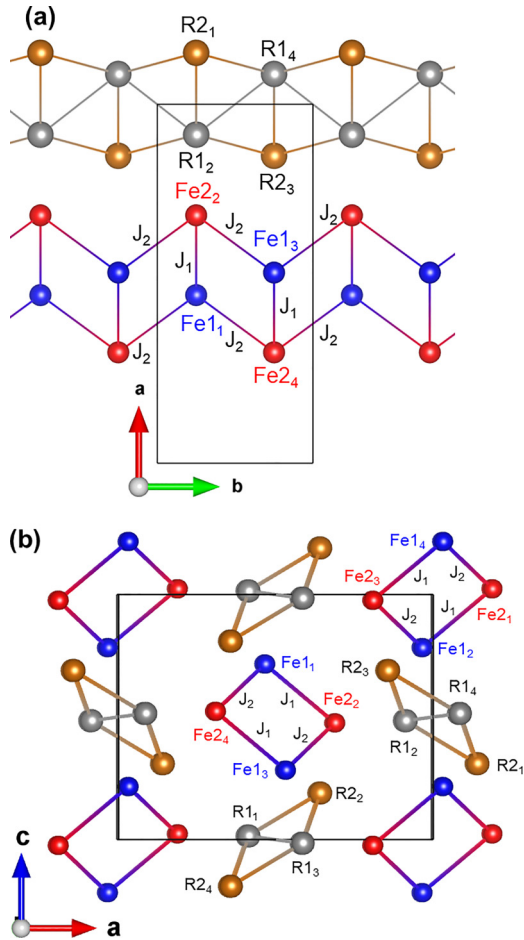 (a)
R2₁
R1₄
R1₂
R2₃
Fe2₂
J₂ J₂ J₂
Fe1₃
J₁
J₁
Fe1₁
J₂ J₂ J₂
Fe2₄
a
b
(b)
Fe1₄
Fe2₃ J₁ J₂
Fe2₁
J₂ J₁
Fe1₂
R2₃
Fe1₁
R1₄
J₂ J₁ Fe2₂
Fe2₄ J₁ J₂
R1₂
R2₁
Fe1₃
R2₂
R1₁
c
R1₃
R2₄
a